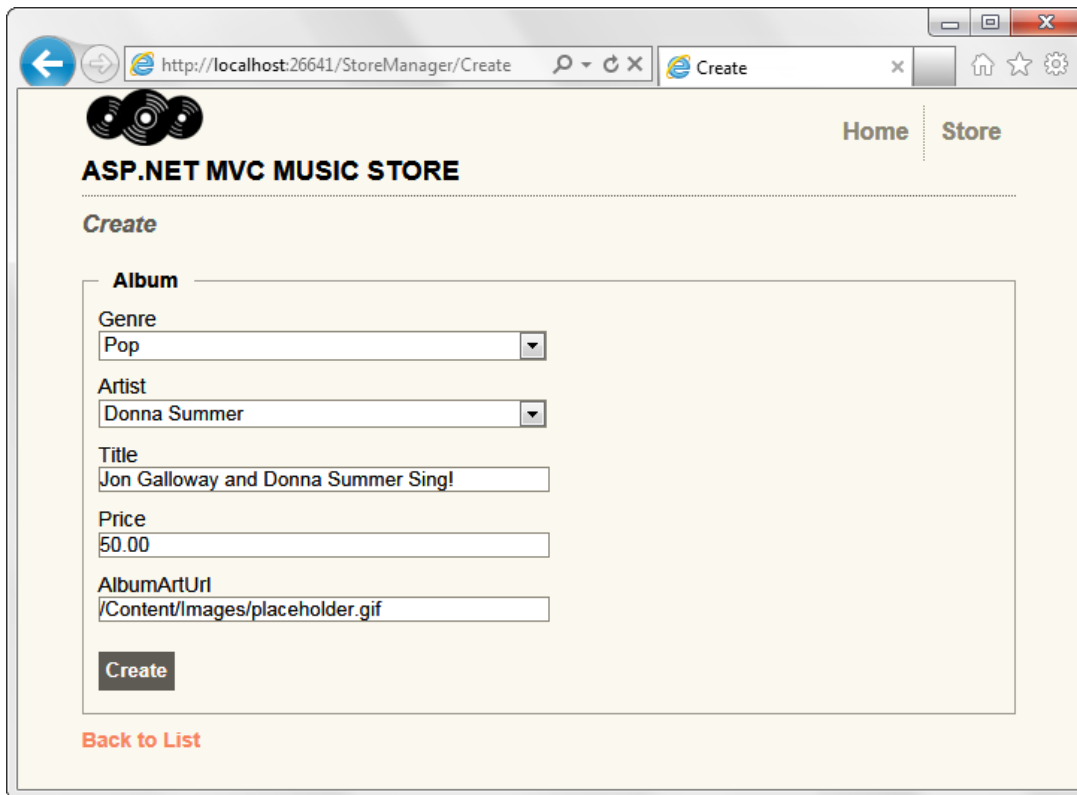 http://localhost:26641/StoreManager/Create
Create
Home
Store
ASP.NET MVC MUSIC STORE
Create
Album
Genre
Pop
Artist
Donna Summer
Title
Jon Galloway and Donna Summer Sing!
Price
50.00
AlbumArtUrl
/Content/Images/placeholder.gif
Create
Back to List